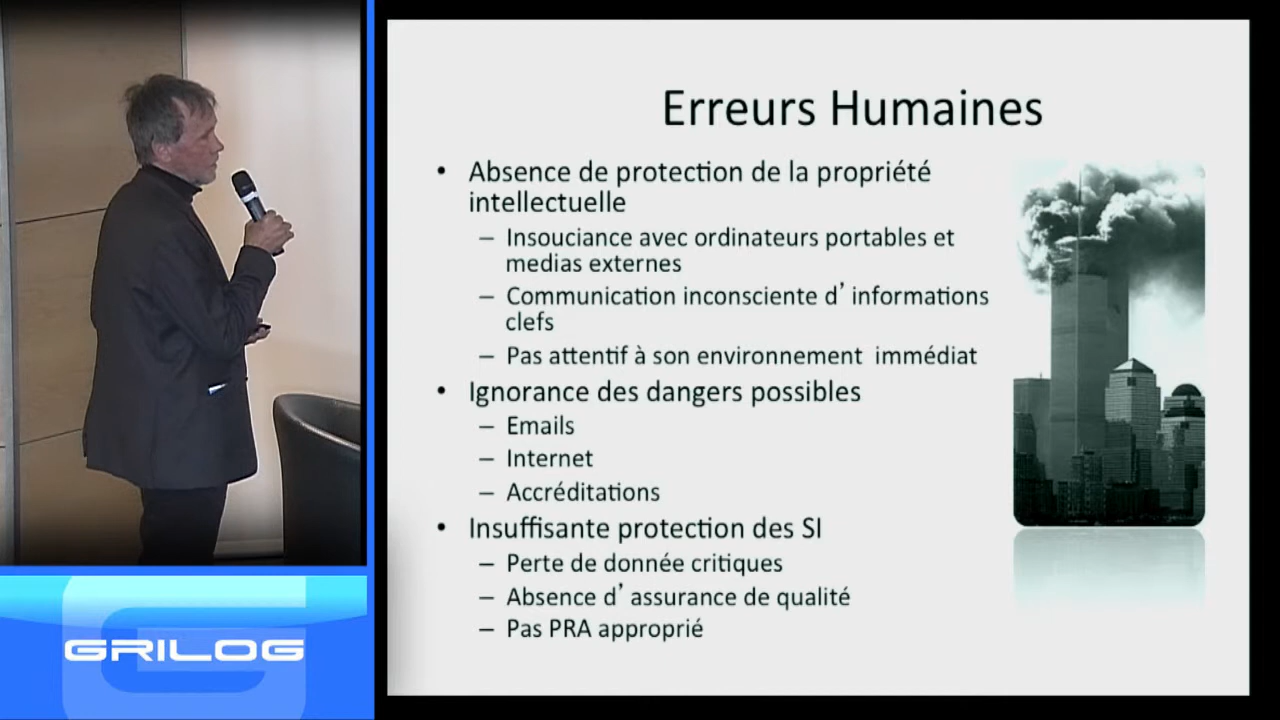 Erreurs Humaines
• Absence de protection de la propriété
intellectuelle
– Insouciance avec ordinateurs portables et
medias externes
– Communication inconsciente d’ informations
clefs
– Pas attentif à son environnement immédiat
• Ignorance des dangers possibles
– Emails
– Internet
– Accréditations
• Insuffisante protection des SI
– Perte de donnée critiques
– Absence d’ assurance de qualité
– Pas PRA approprié
GRILOG